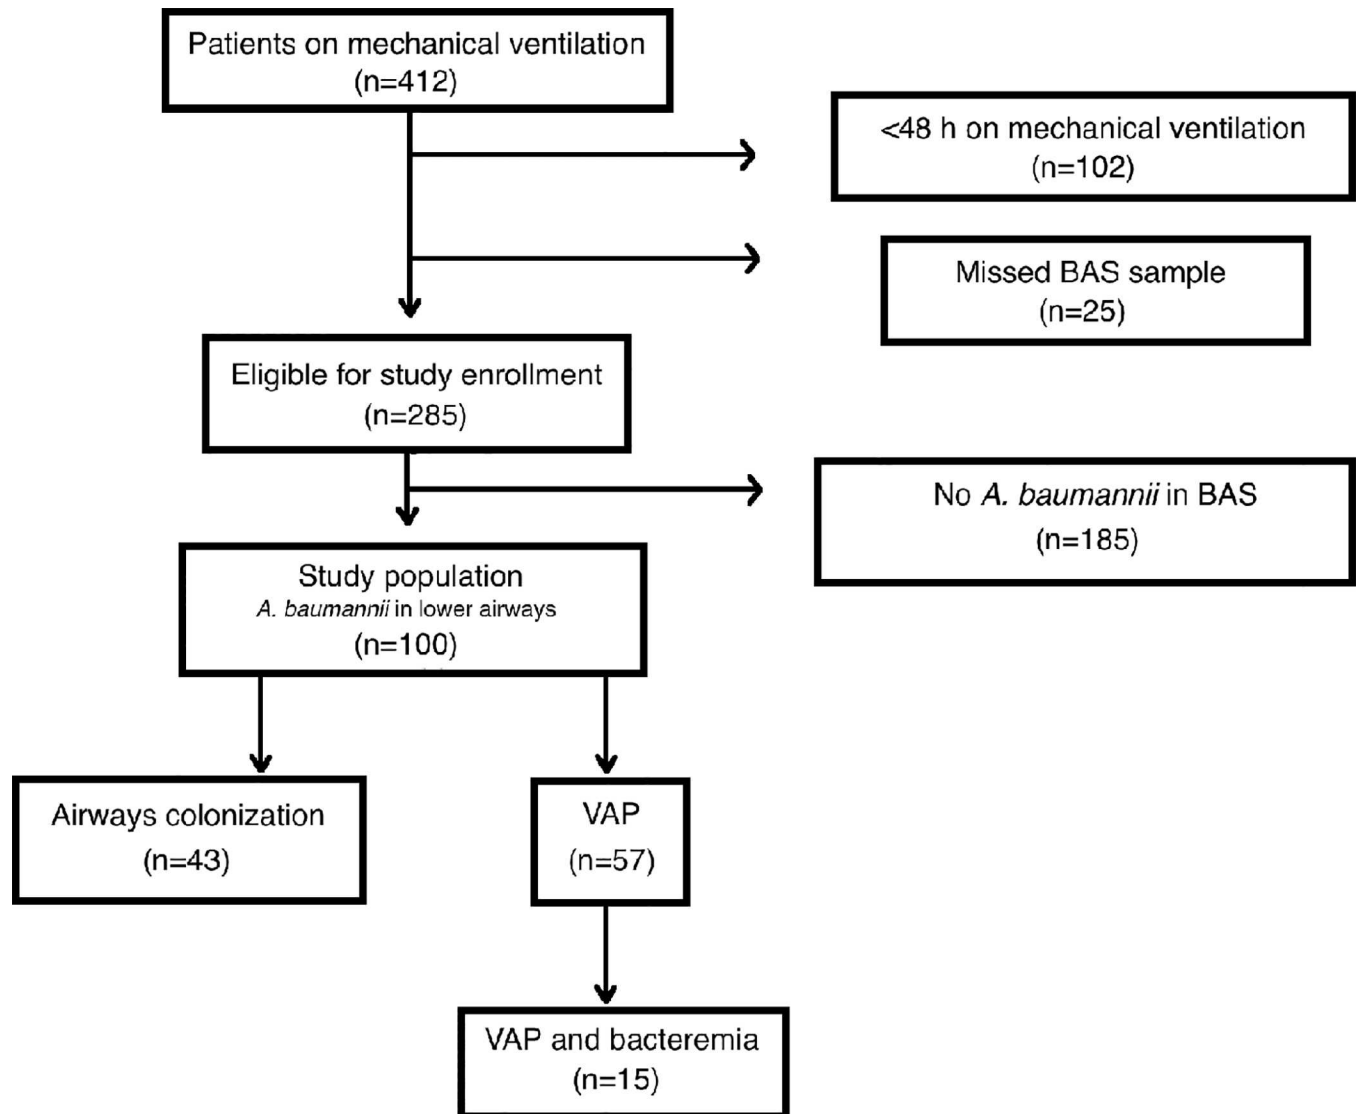 Patients on mechanical ventilation
(n=412)
<48 h on mechanical ventilation
(n=102)
Missed BAS sample
(n=25)
Eligible for study enrollment
(n=285)
No A. baumannii in BAS
(n=185)
Study population
A. baumannii in lower airways
(n=100)
Airways colonization
(n=43)
VAP
(n=57)
VAP and bacteremia
(n=15)